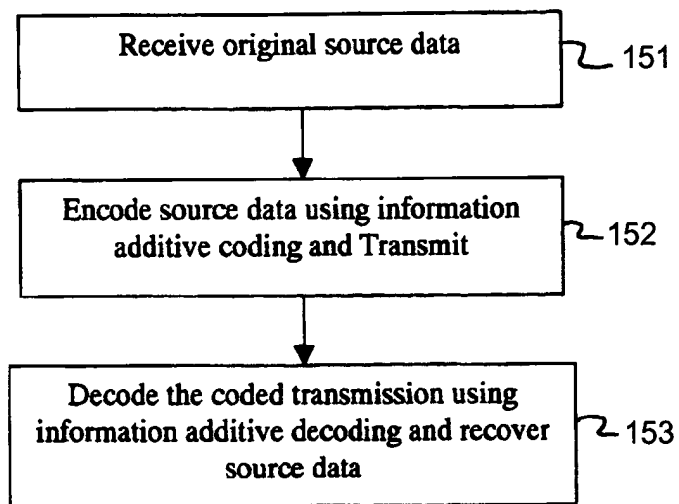 Receive original source data
151
Encode source data using information
additive coding and Transmit
152
Decode the coded transmission using
information additive decoding and recover
source data
153